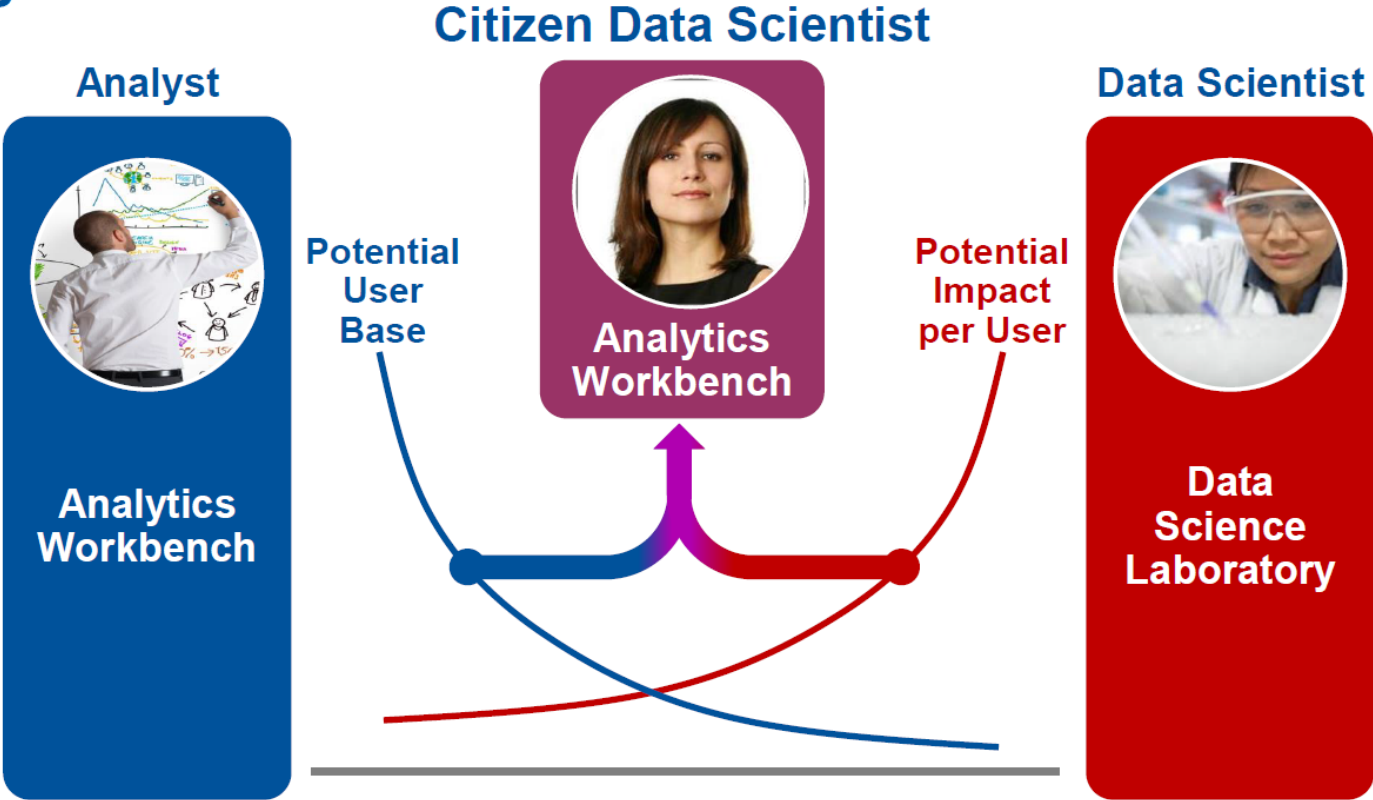 Citizen Data Scientist
Analyst
Data Scientist
Potential
User
Base
Potential
Impact
per User
Analytics
Workbench
Analytics
Workbench
Data
Science
Laboratory